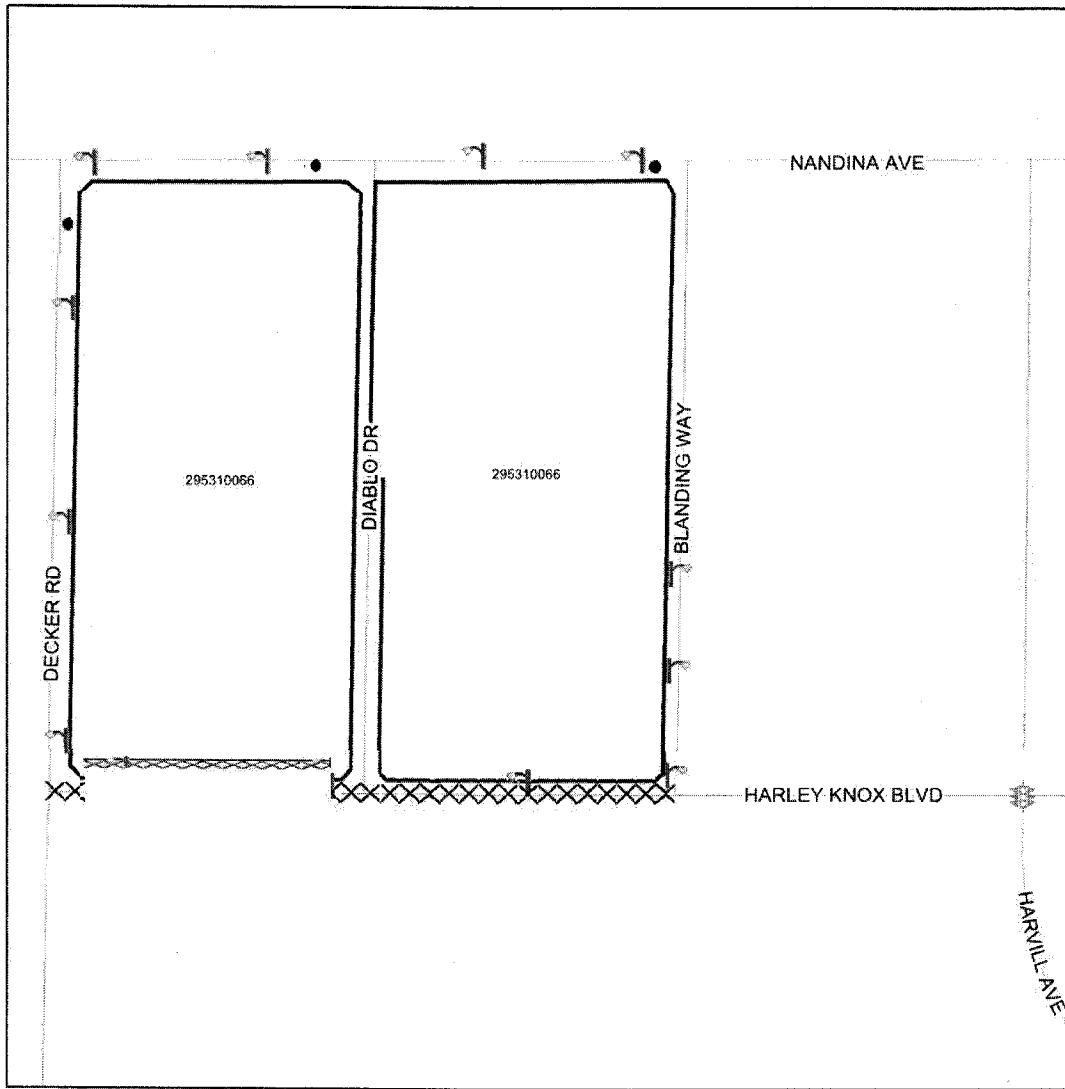 NANDINA AVE
295310066
295310066
DIABLO DR
BLANDING WAY
DECKER RD
HARLEY KNOX BLVD
HARVILL AVE